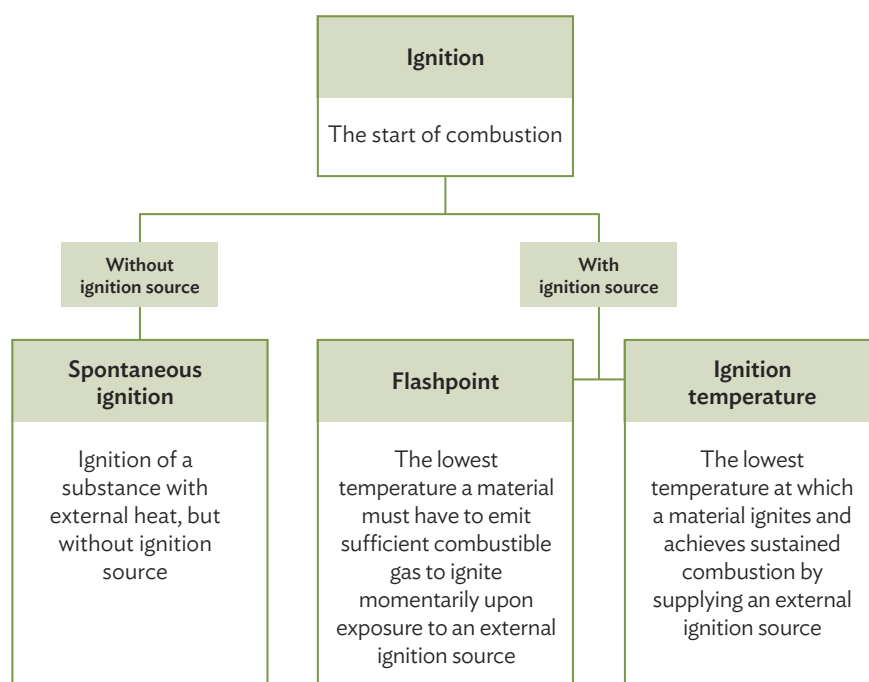 Ignition
The start of combustion
Without
ignition source
With
ignition source
Spontaneous
ignition
Ignition of a
substance with
external heat, but
without ignition
source
Flashpoint
The lowest
temperature a material
must have to emit
sufficient combustible
gas to ignite
momentarily upon
exposure to an external
ignition source
Ignition
temperature
The lowest
temperature at which
a material ignites and
achieves sustained
combustion by
supplying an external
ignition source